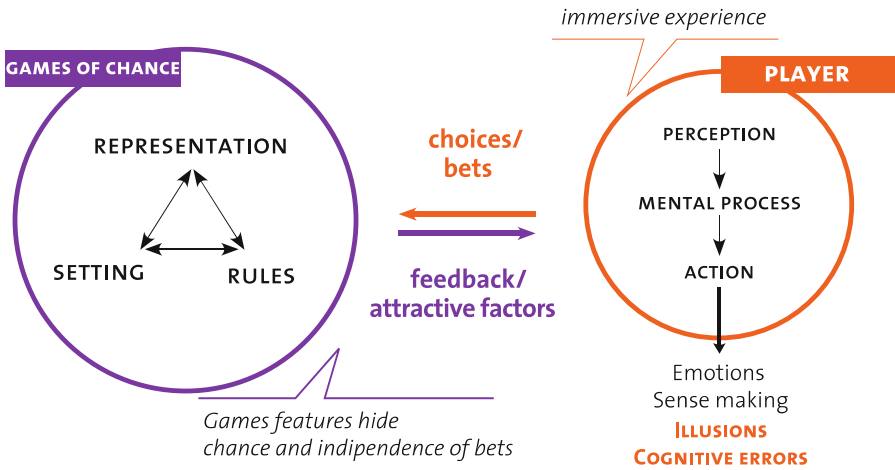 GAMES OF CHANCE
REPRESENTATION
SETTING
RULES
Games features hide
chance and indipendence of bets
choices/
bets
feedback/
attractive factors
immersive experience
PLAYER
PERCEPTION
MENTAL PROCESS
ACTION
Emotions
Sense making
ILLUSIONS
COGNITIVE ERRORS